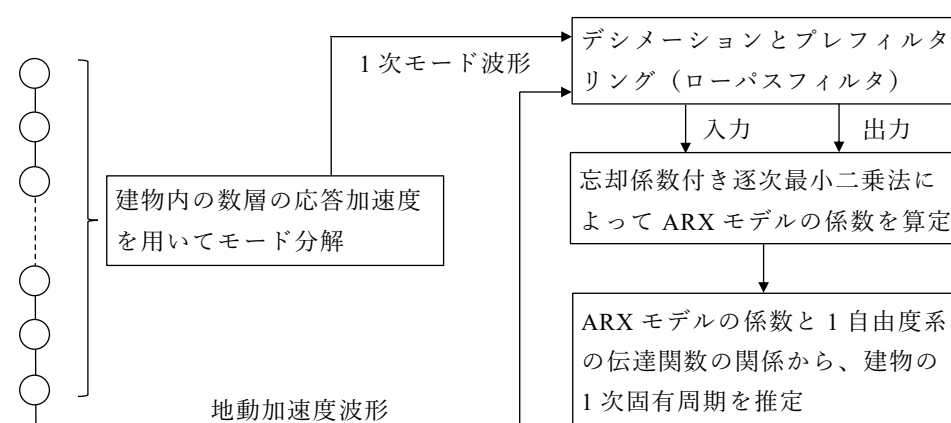 1 次モード波形
デシメーションとプレフィルタ
リング（ローパスフィルタ）
入力
出力
建物内の数層の応答加速度
を用いてモード分解
忘却係数付き逐次最小二乗法に
よって ARX モデルの係数を算定
ARX モデルの係数と 1 自由度系
の伝達関数の関係から、建物の
1 次固有周期を推定
地動加速度波形